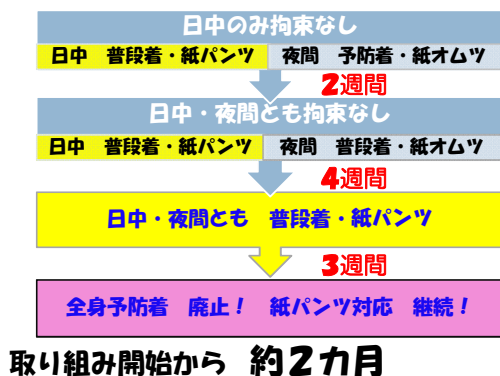 日中のみ拘束なし
日中 普段着・紙パンツ 夜間 予防着・紙オムツ
2週間
日中・夜間とも拘束なし
日中 普段着・紙パンツ 夜間 普段着・紙オムツ
4週間
日中・夜間とも 普段着・紙パンツ
3週間
全身予防着 廃止！ 紙パンツ対応 継続！
取り組み開始から 約2カ月